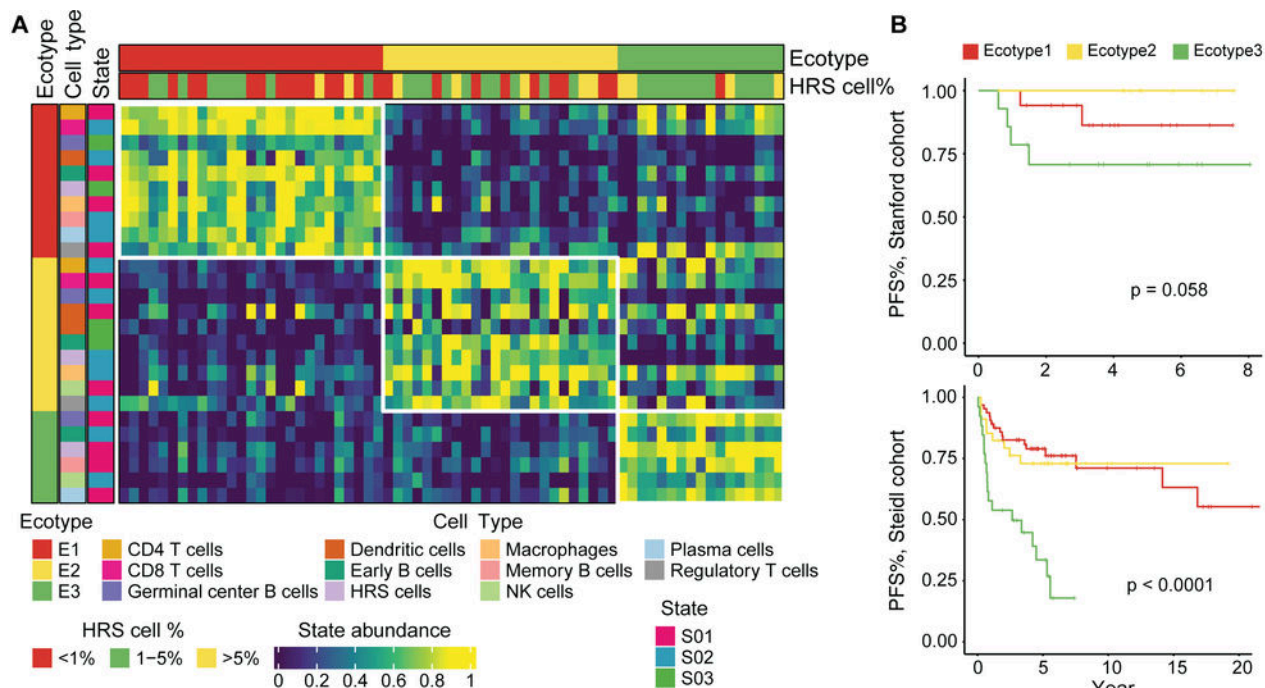 A
Ecotype
Cell type
State
Ecotype
HRS cell%
Ecotype
E1
E2
E3
Cell Type
CD4 T cells
CD8 T cells
Germinal center B cells
Dendritic cells
Early B cells
HRS cells
Macrophages
Memory B cells
NK cells
Plasma cells
Regulatory T cells
HRS cell %
<1%
1−5%
>5%
State abundance
0 0.2 0.4 0.6 0.8 1
State
S01
S02
S03
B
Ecotype1 Ecotype2 Ecotype3
PFS%, Stanford cohort
1.00
0.75
0.50
0.25
0.00
p = 0.058
0 2 4 6 8
PFS%, Steidl cohort
1.00
0.75
0.50
0.25
0.00
p < 0.0001
0 5 10 15 20
Year